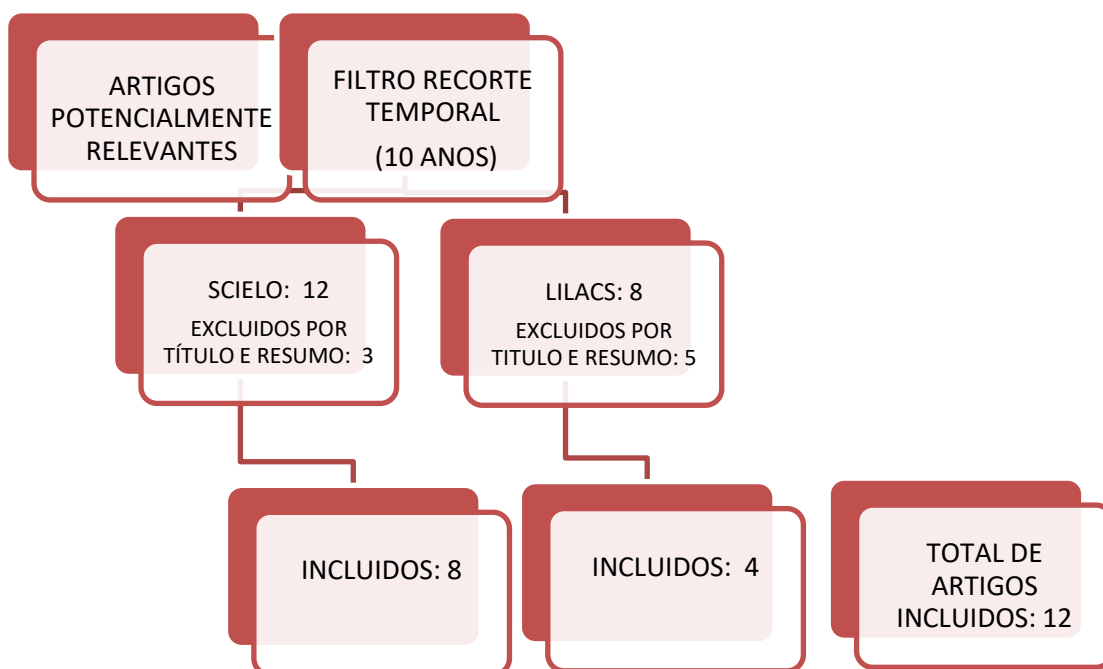 ARTIGOS
POTENCIALMENTE
RELEVANTES
FILTRO RECORTE
TEMPORAL
(10 ANOS)
SCIELO: 12
EXCLUIDOS POR
TÍTULO E RESUMO: 3
LILACS: 8
EXCLUIDOS POR
TITULO E RESUMO: 5
INCLUIDOS: 8
INCLUIDOS: 4
TOTAL DE
ARTIGOS
INCLUIDOS: 12